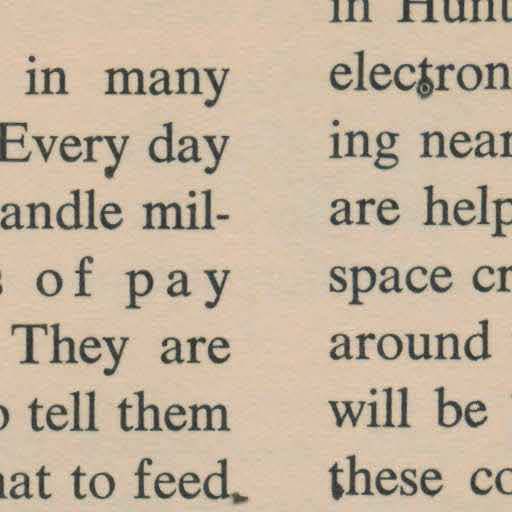 in many
Every day
andle mil-
of pay
They are
tell them
to feed
in Hunt
electron
ing near
are help
space cr
around
will be
these co